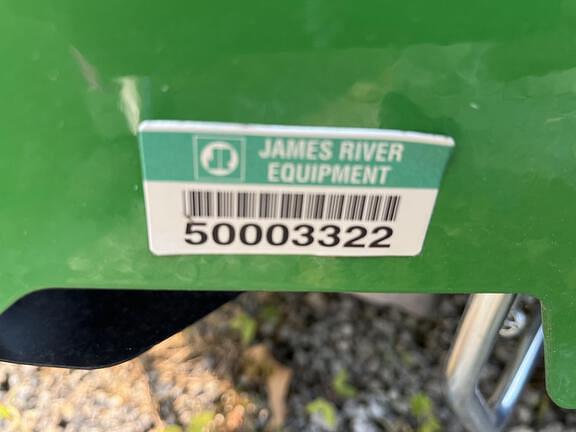 JAMES RIVER
EQUIPMENT
50003322